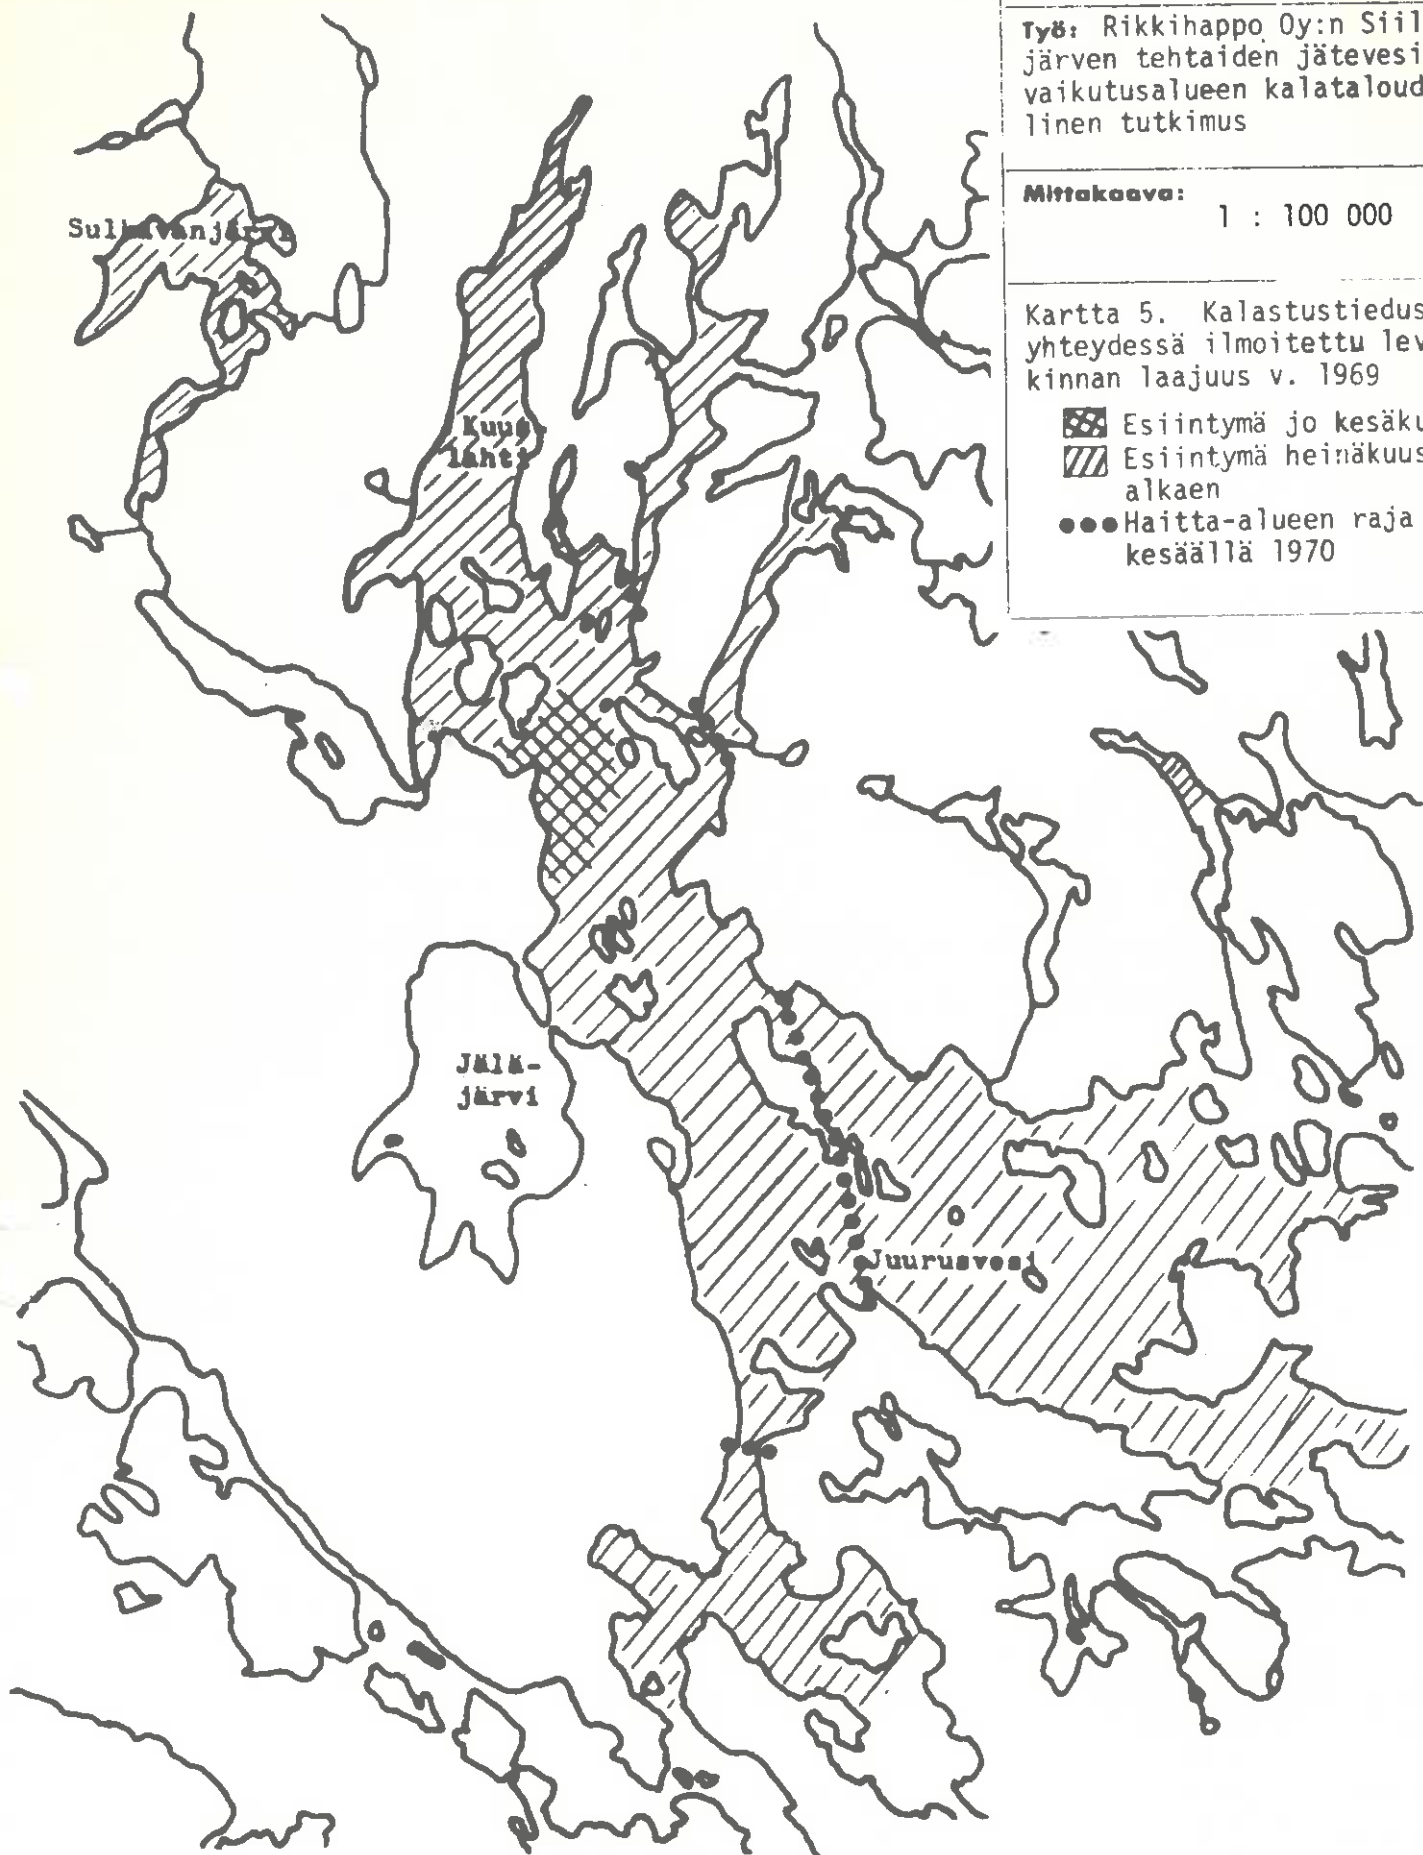 Työ: Rikkihappo Oy:n Siil
järven tehtaiden jätevesi
vaikutusalueen kalataloud
linen tutkimus
Mittakaava:
1 : 100 000
Kartta 5. Kalastustiedus
yhteydessä ilmoitettu lev
kinnan laajuus v. 1969
Esiintymä jo kesäku
Esiintymä heinäkuus
alkaen
Haitta-alueen raja
kesäällä 1970
Kuus-
lahti
Jälä-
järvi
Juurusvesi